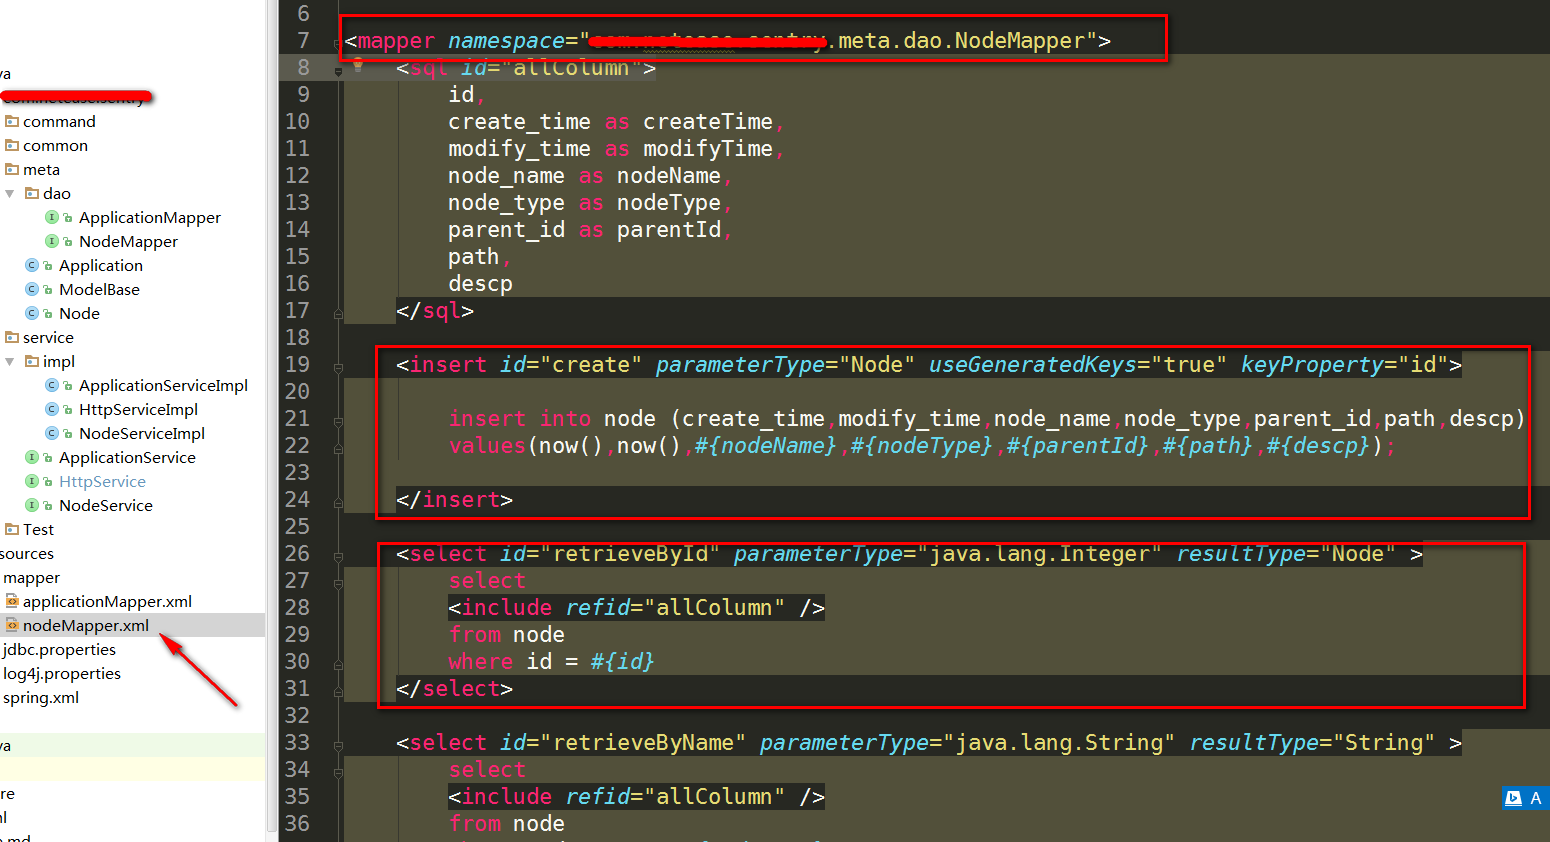 va
command
common
meta
dao
ApplicationMapper
NodeMapper
Application
ModelBase
Node
service
impl
ApplicationServiceImpl
HttpServiceImpl
NodeServiceImpl
ApplicationService
HttpService
NodeService
Test
sources
mapper
applicationMapper.xml
nodeMapper.xml
jdbc.properties
log4j.properties
spring.xml
va
re
ml
.md
6
7 <mapper namespace=".meta.dao.NodeMapper">
8 <sql id="allColumn">
9 id,
10 create_time as createTime,
11 modify_time as modifyTime,
12 node_name as nodeName,
13 node_type as nodeType,
14 parent_id as parentId,
15 path,
16 descp
17 </sql>
18
19 <insert id="create" parameterType="Node" useGeneratedKeys="true" keyProperty="id">
20
21 insert into node (create_time,modify_time,node_name,node_type,parent_id,path,descp)
22 values(now(),now(),#{nodeName},#{nodeType},#{parentId},#{path},#{descp});
23
24 </insert>
25
26 <select id="retrieveById" parameterType="java.lang.Integer" resultType="Node" >
27 select
28 <include refid="allColumn" />
29 from node
30 where id = #{id}
31 </select>
32
33 <select id="retrieveByName" parameterType="java.lang.String" resultType="String" >
34 select
35 <include refid="allColumn" />
36 from node
A